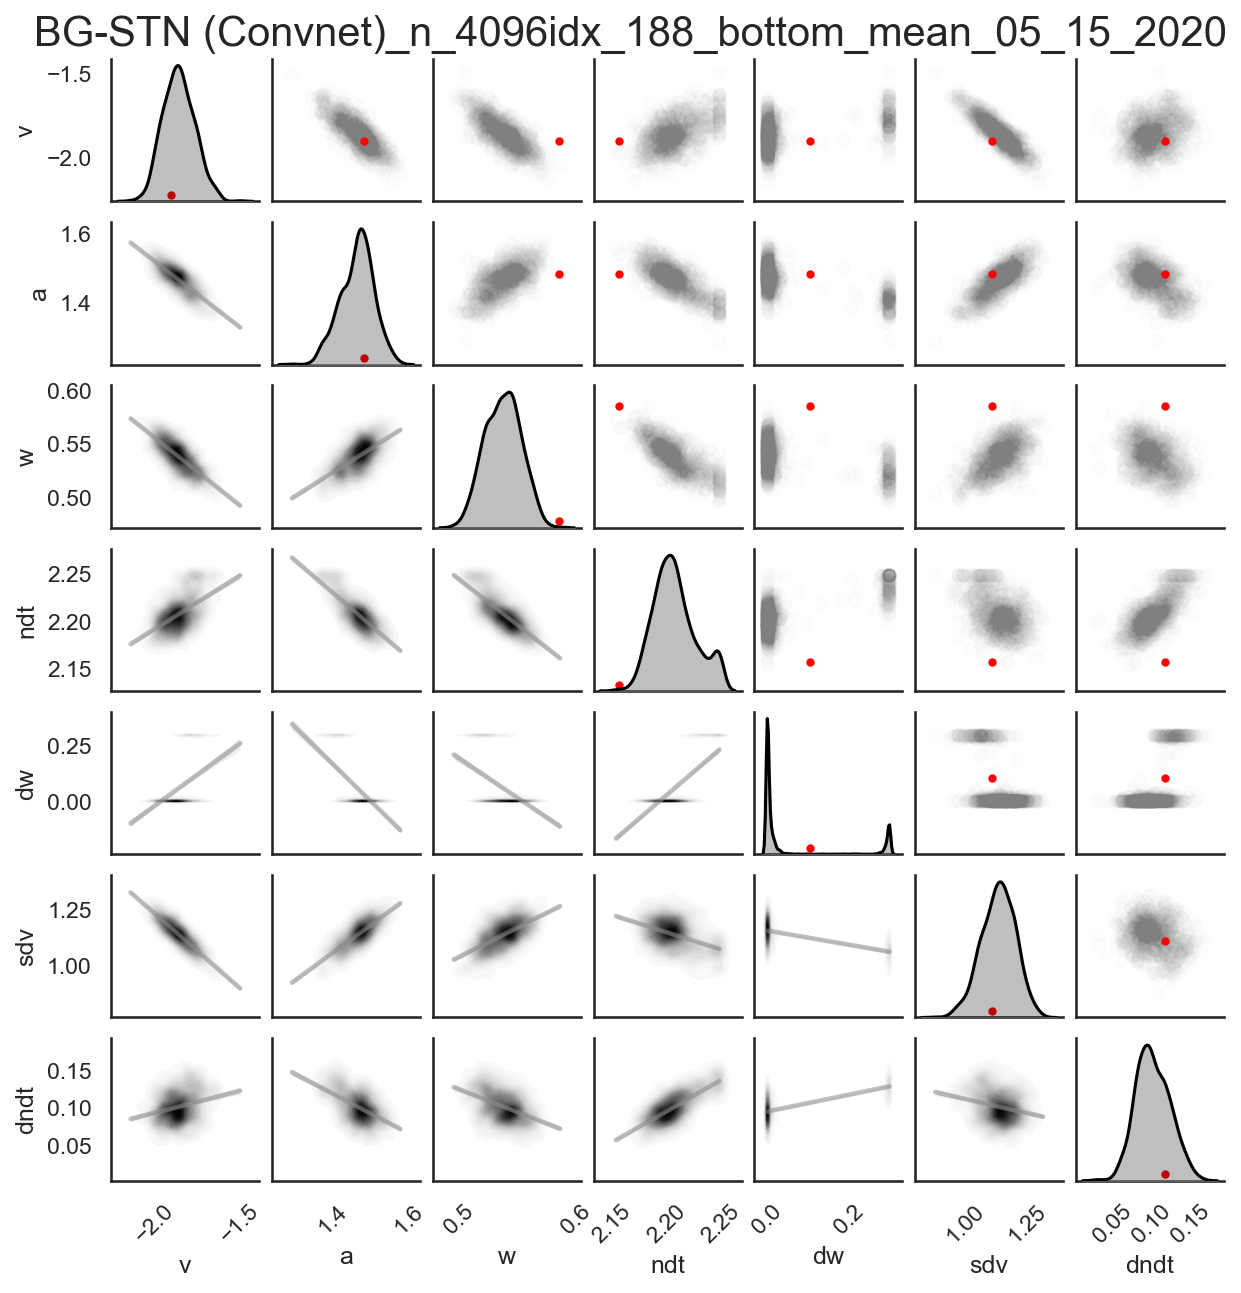 BG-STN (Convnet)_n_4096idx_188_bottom_mean_05_15_2020
−1.5
v
−2.0
1.6
a
1.4
0.60
w
0.55
0.50
2.25
ndt
2.20
2.15
0.25
dw
0.00
1.25
sdv
1.00
0.15
dndt
0.10
0.05
−2.0 −1.5 1.4 1.6 0.5 0.6 2.15 2.20 2.25 0.0 0.2 1.00 1.25 0.05 0.10 0.15
v a w ndt dw sdv dndt